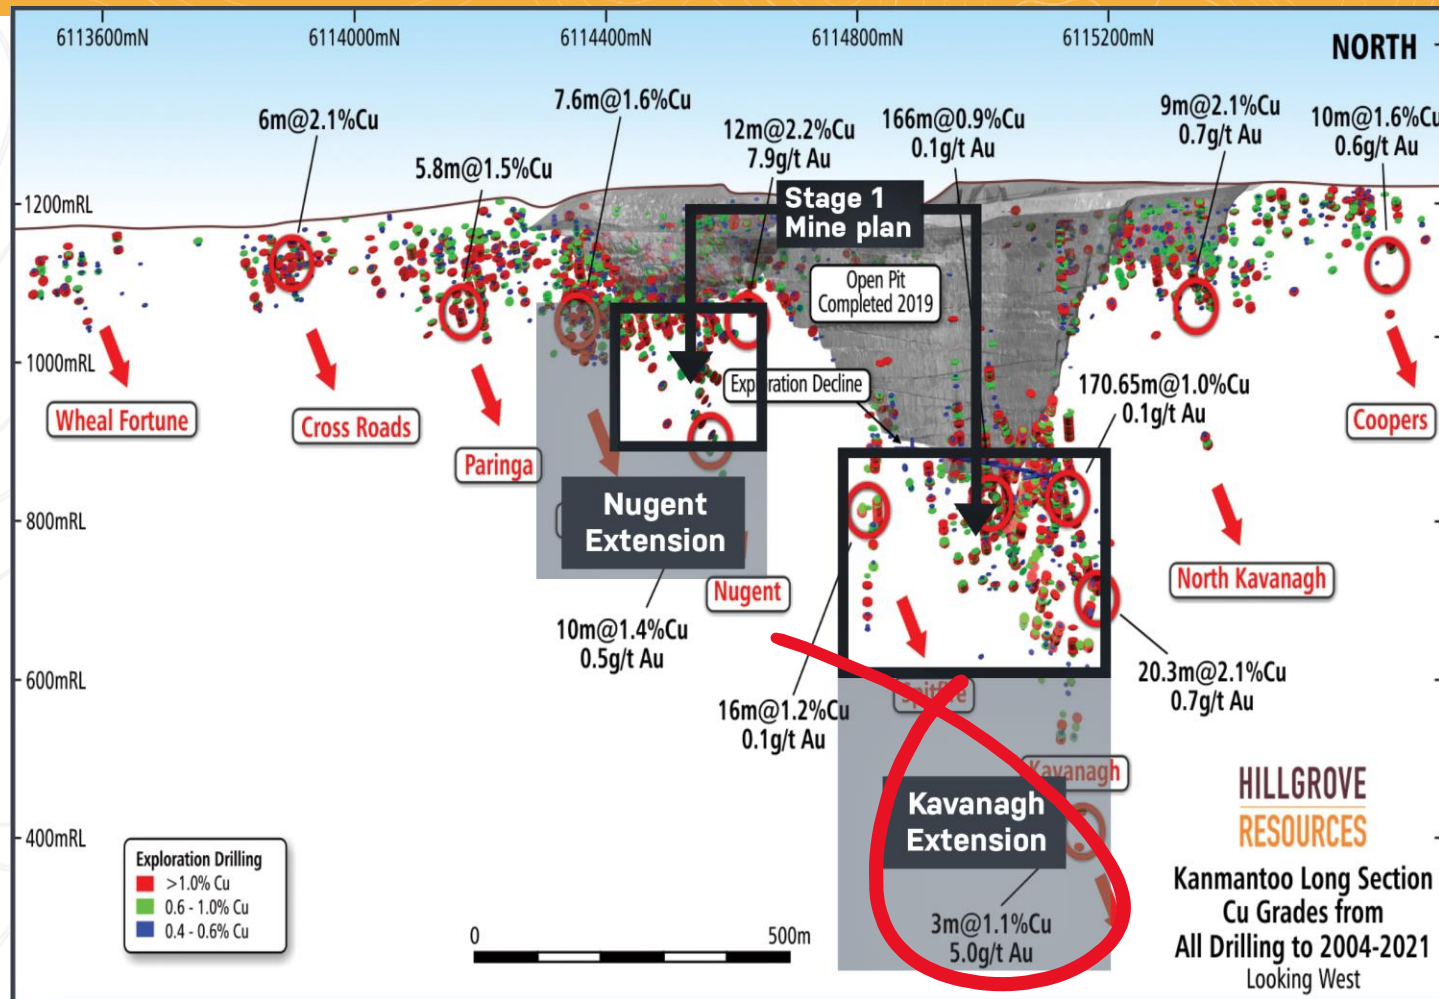 6113600mN
6114000mN
6114400mN
6114800mN
6115200mN
NORTH
6m@2.1%Cu
5.8m@1.5%Cu
7.6m@1.6%Cu
12m@2.2%Cu
7.9g/t Au
166m@0.9%Cu
0.1g/t Au
9m@2.1%Cu
0.7g/t Au
10m@1.6%Cu
0.6g/t Au
1200mRL
Stage 1
Mine plan
Open Pit
Completed 2019
1000mRL
Exploration Decline
170.65m@1.0%Cu
0.1g/t Au
Wheal Fortune
Cross Roads
Paringa
Coopers
800mRL
Nugent
Extension
Nugent
North Kavanagh
10m@1.4%Cu
0.5g/t Au
600mRL
16m@1.2%Cu
0.1g/t Au
Spitfire
20.3m@2.1%Cu
0.7g/t Au
Kavanagh
Kavanagh
Extension
400mRL
3m@1.1%Cu
5.0g/t Au
Exploration Drilling
>1.0% Cu
0.6 - 1.0% Cu
0.4 - 0.6% Cu
0
500m
HILLGROVE
RESOURCES
Kanmantoo Long Section
Cu Grades from
All Drilling to 2004-2021
Looking West